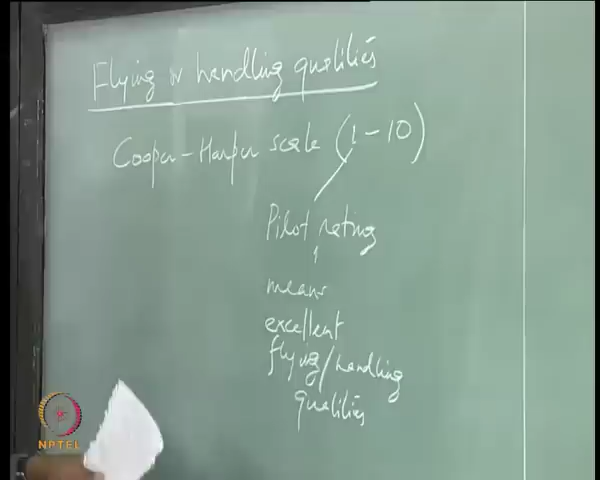 Flying or handling qualities
Cooper-Harper scale (1-10)
Pilot rating
1
means
excellent
flying/handling
qualities
NPTEL